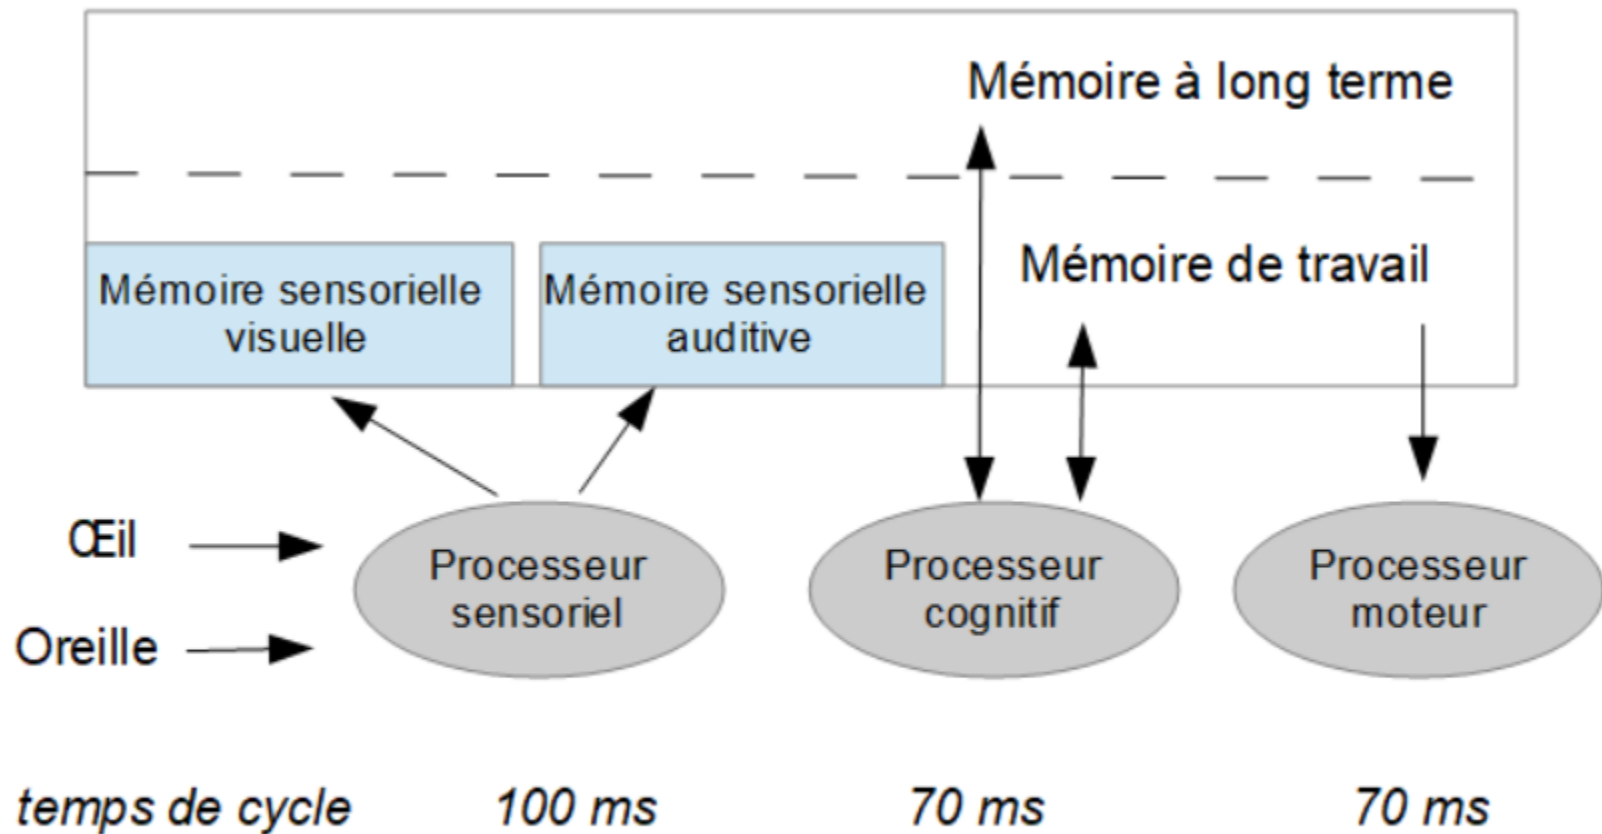 Mémoire à long terme
Mémoire de travail
Mémoire sensorielle
visuelle
Mémoire sensorielle
auditive
Œil
Oreille
Processeur
sensoriel
Processeur
cognitif
Processeur
moteur
temps de cycle 100 ms 70 ms 70 ms